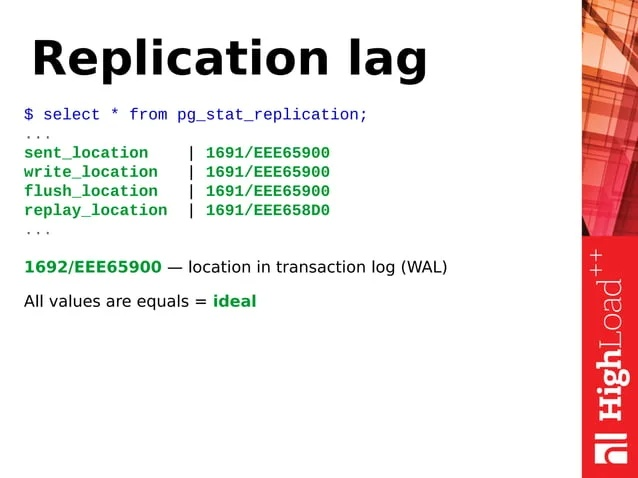 Replication lag
$ select * from pg_stat_replication;
...
sent_location | 1691/EEE65900
write_location | 1691/EEE65900
flush_location | 1691/EEE65900
replay_location | 1691/EEE658D0
...
1692/EEE65900 — location in transaction log (WAL)
All values are equals = ideal
HighLoad++